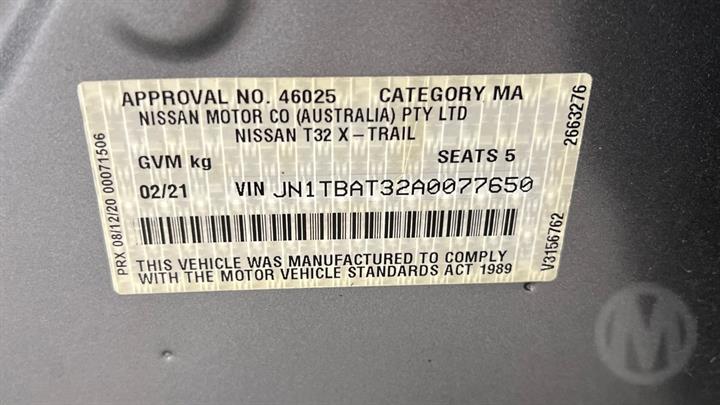 APPROVAL NO. 46025 CATEGORY MA
NISSAN MOTOR CO (AUSTRALIA) PTY LTD
NISSAN T32 X-TRAIL
GVM kg SEATS 5
02/21 VIN JN1TBAT32A0077650
THIS VEHICLE WAS MANUFACTURED TO COMPLY
WITH THE MOTOR VEHICLE STANDARDS ACT 1989
PRX 08/12/20 00071506
2663276
V3156762
M